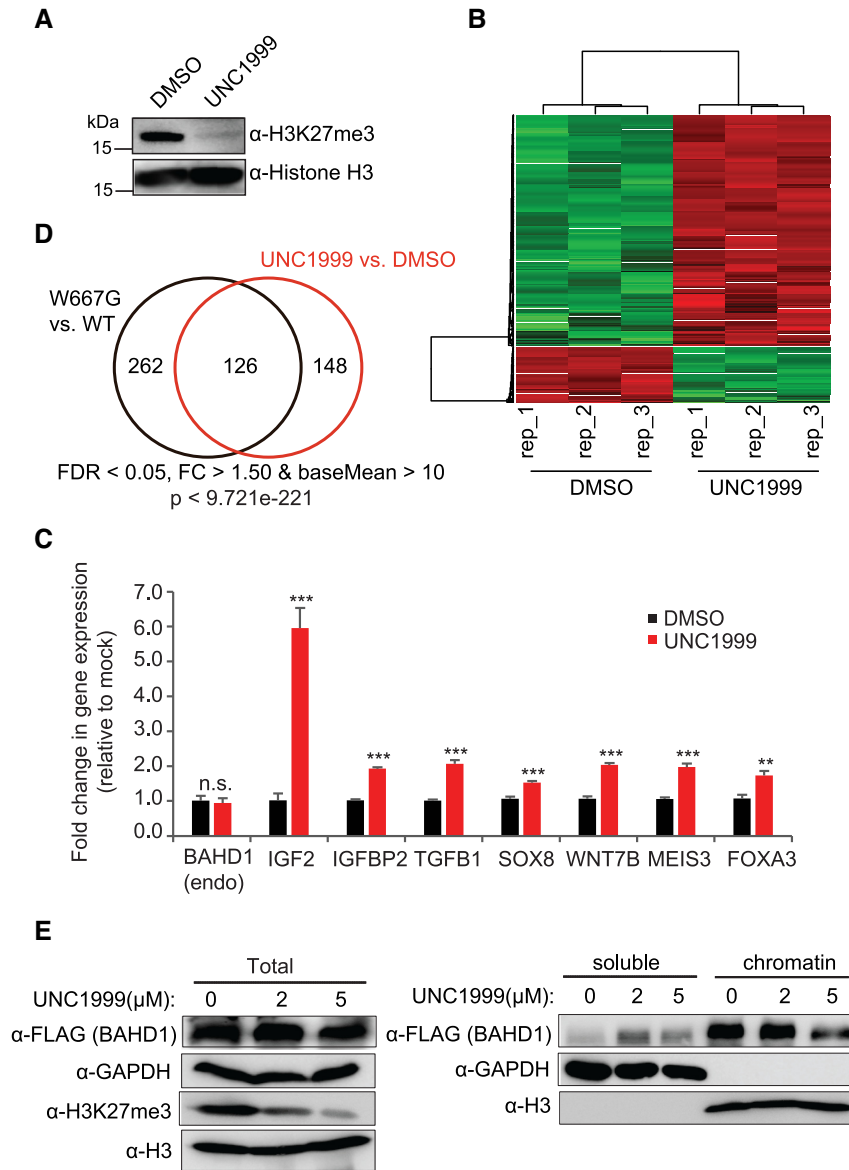 A
DMSO
UNC1999
kDa
15
α-H3K27me3
15
α-Histone H3
B
rep_1
rep_2
rep_3
rep_1
rep_2
rep_3
DMSO
UNC1999
D
UNC1999 vs. DMSO
W667G
vs. WT
262
126
148
FDR < 0.05, FC > 1.50 & baseMean > 10
p < 9.721e-221
C
Fold change in gene expression
(relative to mock)
7.0
6.0
5.0
4.0
3.0
2.0
1.0
0.0
DMSO
UNC1999
n.s.
***
***
***
***
***
***
**
BAHD1
(endo)
IGF2
IGFBP2
TGFB1
SOX8
WNT7B
MEIS3
FOXA3
E
Total
UNC1999(μM): 0 2 5
α-FLAG (BAHD1)
α-GAPDH
α-H3K27me3
α-H3
soluble chromatin
UNC1999(μM): 0 2 5 0 2 5
α-FLAG (BAHD1)
α-GAPDH
α-H3